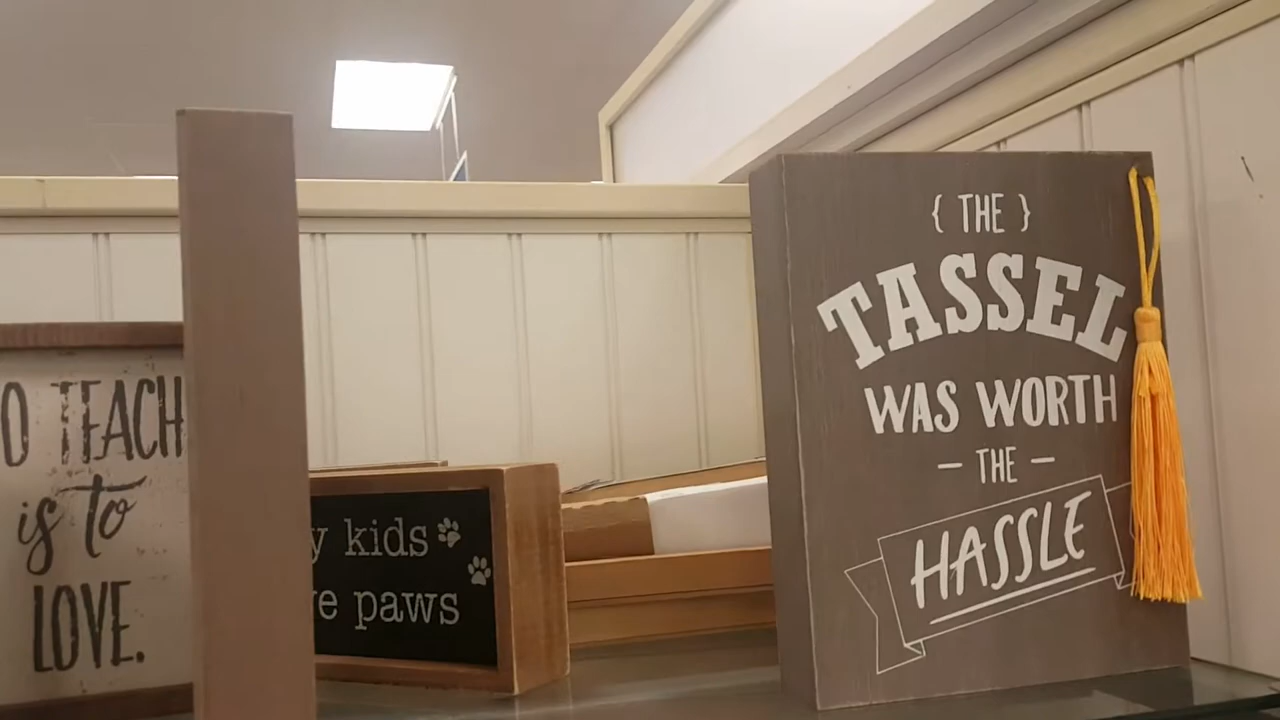 O TEACH
is to
LOVE.
y kids
e paws
{ THE }
TASSEL
WAS WORTH
– THE –
HASSLE